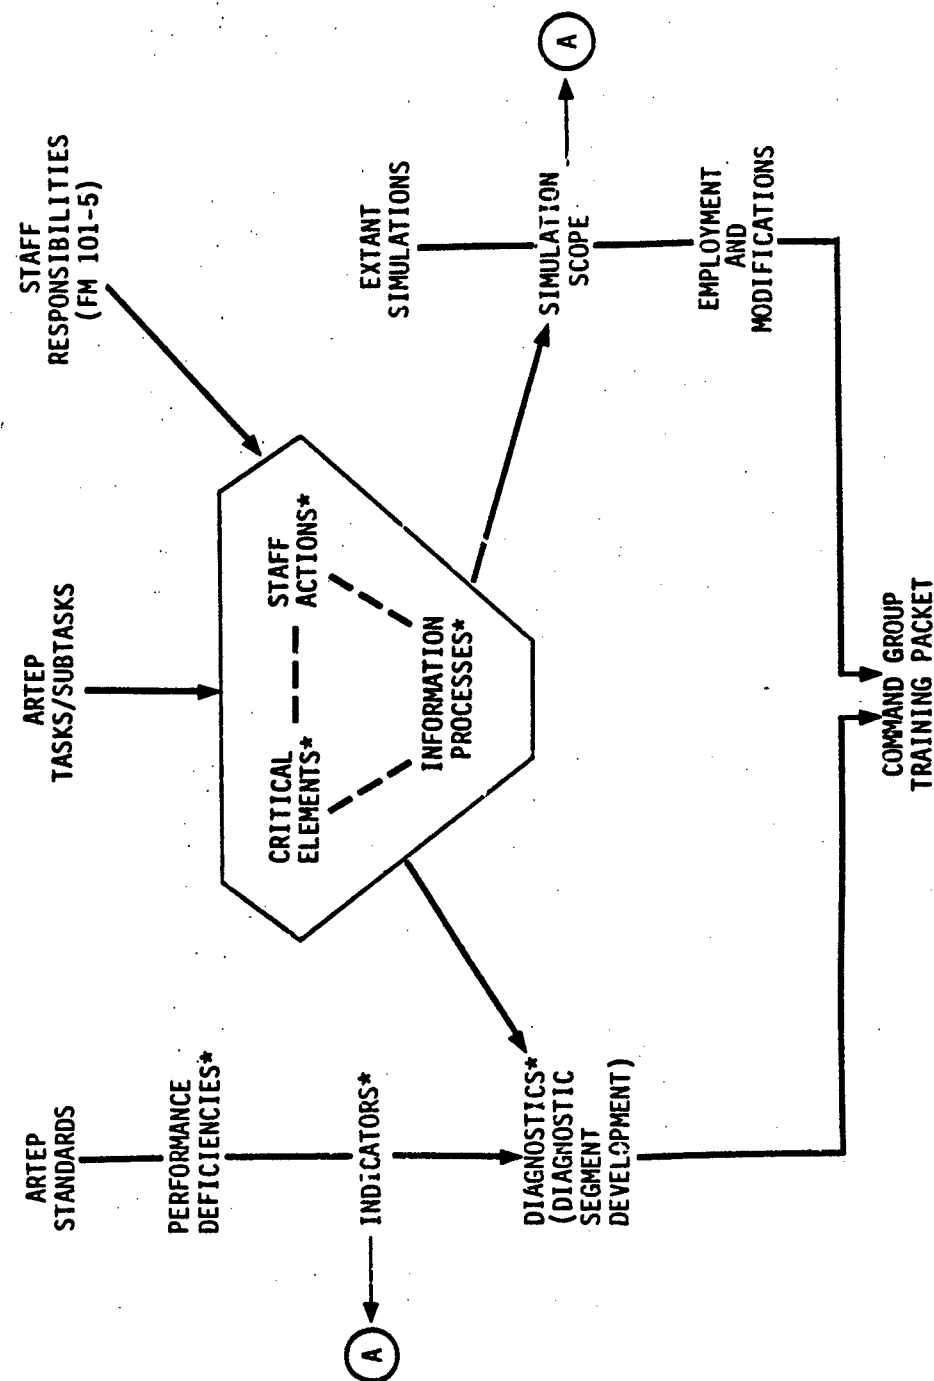 ARTEP
STANDARDS
PERFORMANCE
DEFICIENCIES*
INDICATORS*
A
DIAGNOSTICS*
(DIAGNOSTIC
SEGMENT
DEVELOPMENT)
ARTEP
TASKS/SUBTASKS
CRITICAL
ELEMENTS*
STAFF
ACTIONS*
INFORMATION
PROCESSES*
STAFF
RESPONSIBILITIES
(FM 101-5)
EXTANT
SIMULATIONS
SIMULATION
SCOPE
A
EMPLOYMENT
AND
MODIFICATIONS
COMMAND GROUP
TRAINING PACKET